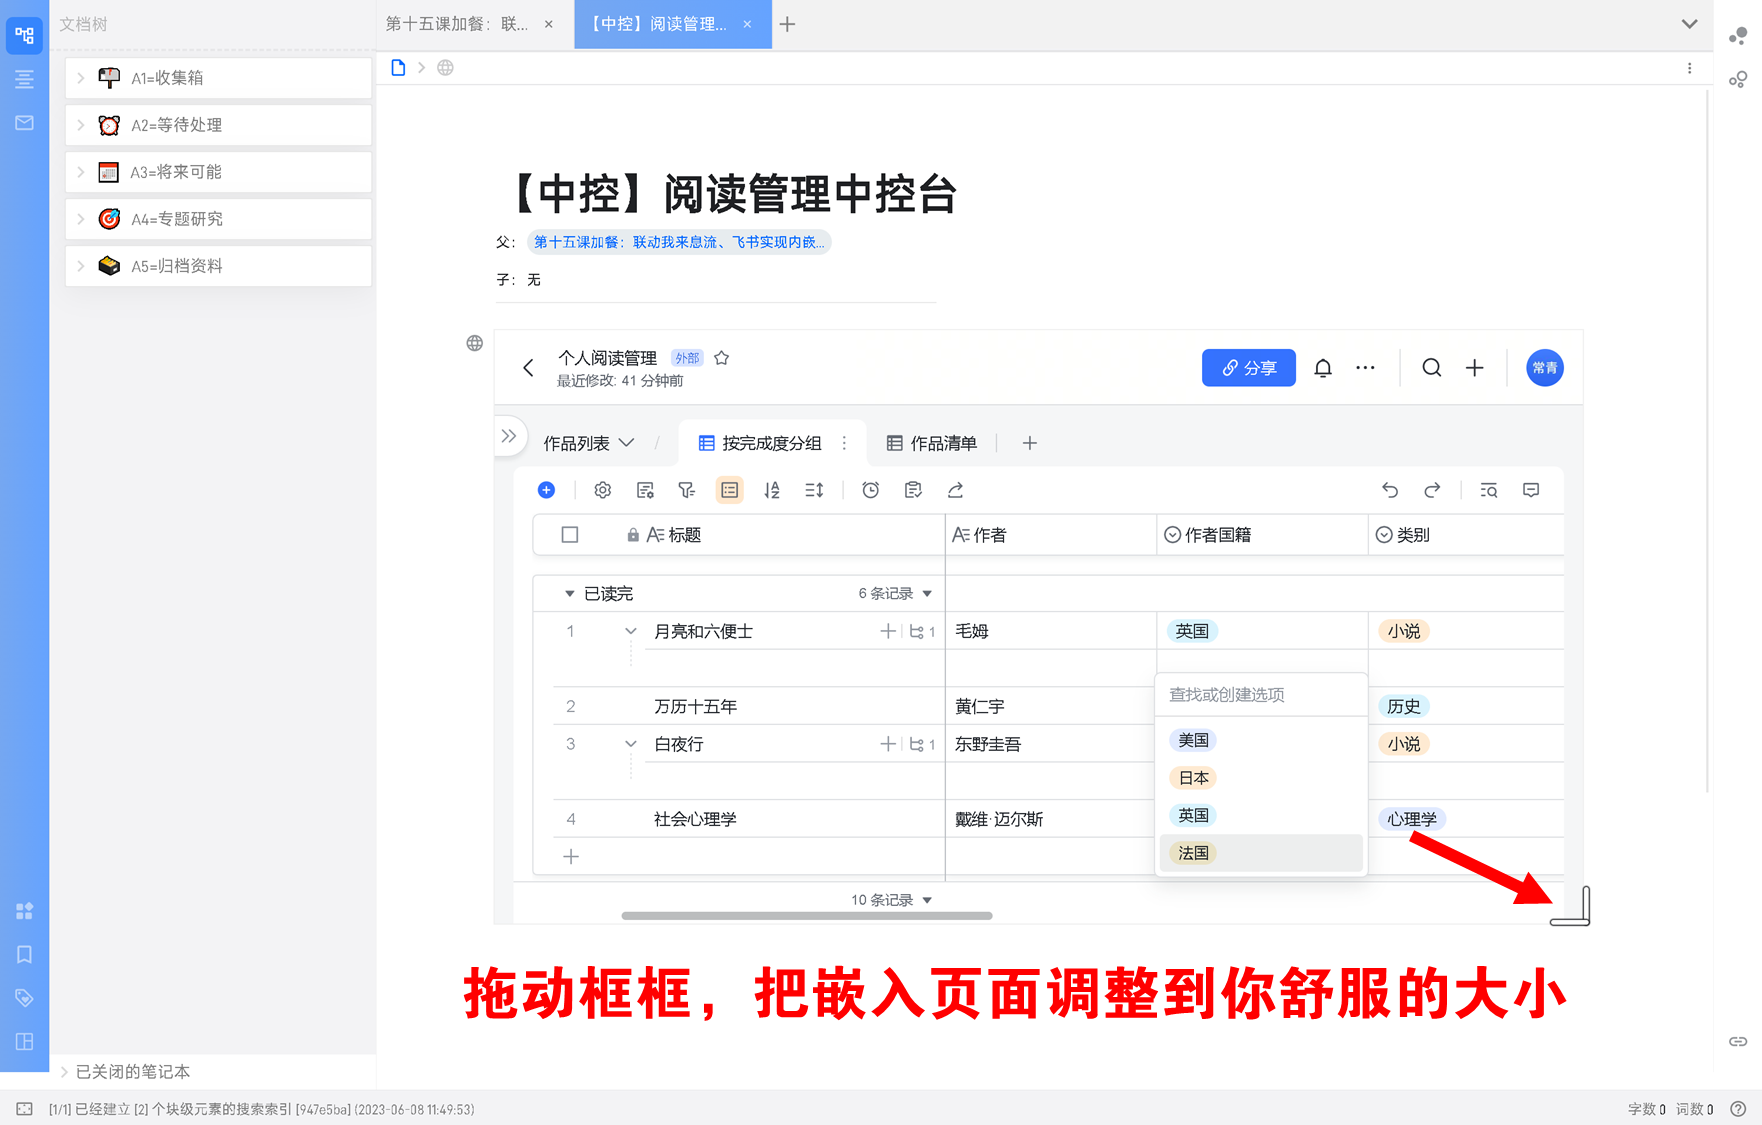 文档树
第十五课加餐：联...
【中控】阅读管理...
A1=收集箱
A2=等待处理
A3=将来可能
A4=专题研究
A5=归档资料
【中控】阅读管理中控台
父： 第十五课加餐：联动我来息流、飞书实现内嵌...
子： 无
个人阅读管理 外部
最近修改: 41 分钟前
分享
常青
作品列表 / 按完成度分组 作品清单
标题 作者 作者国籍 类别
已读完 6 条记录
1 月亮和六便士 1 毛姆 英国 小说
查找或创建选项
2 万历十五年 黄仁宇 历史
美国
3 白夜行 1 东野圭吾 小说
日本
英国
4 社会心理学 戴维·迈尔斯 心理学
法国
10 条记录
拖动框框，把嵌入页面调整到你舒服的大小
已关闭的笔记本
[1/1] 已经建立 [2] 个块级元素的搜索索引 [947e5ba] (2023-06-08 11:49:53)
字数 0 词数 0